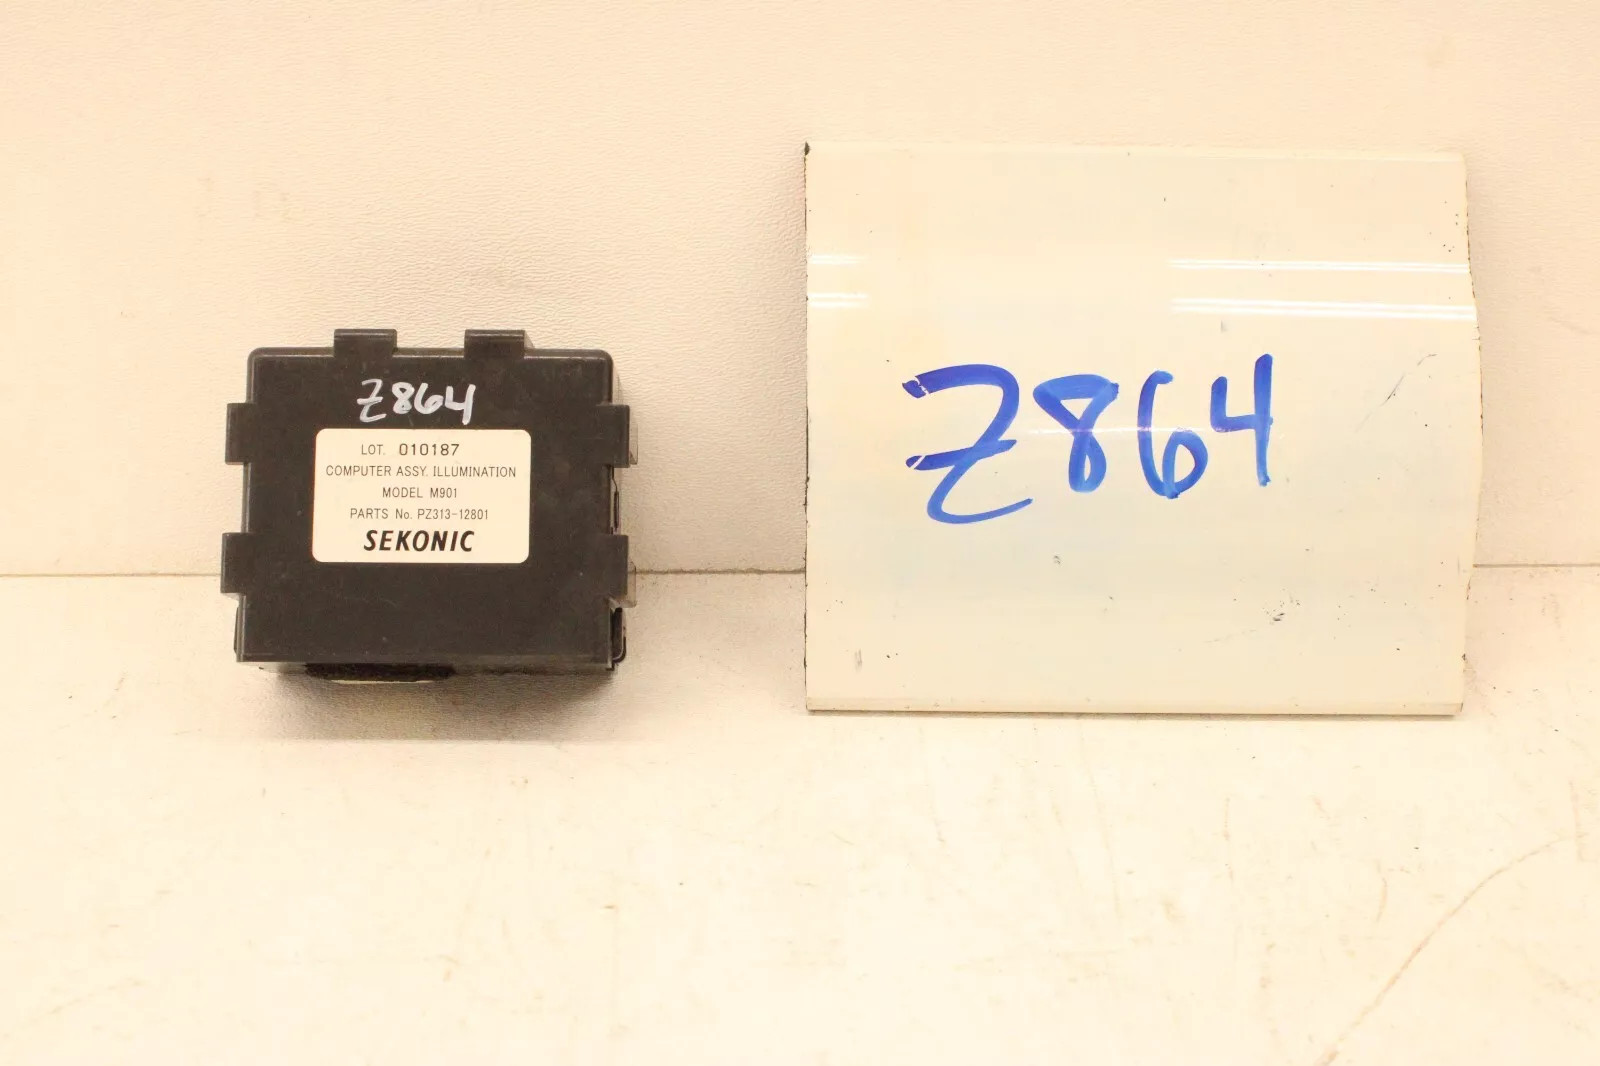 Z864
LOT. 010187
COMPUTER ASSY. ILLUMINATION
MODEL M901
PARTS No. PZ313-12801
SEKONIC
Z864